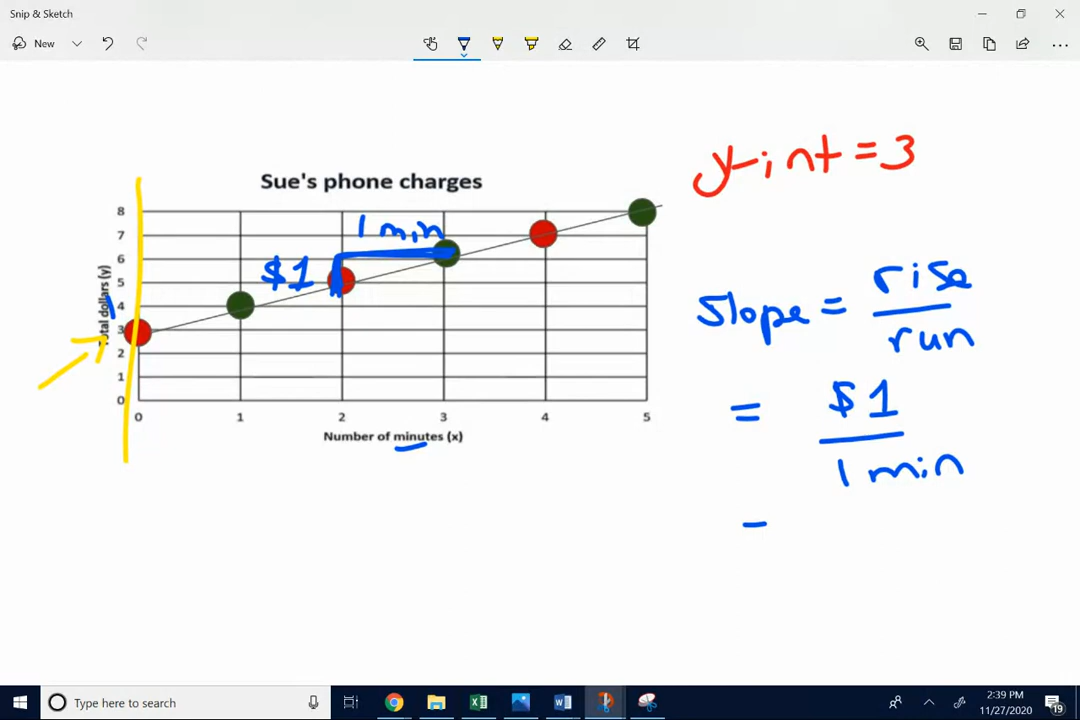 Snip & Sketch
New
y-int = 3
Sue's phone charges
8
7
6
5
4
3
2
1
0
dollars (y)
1 min
$1
0 1 2 3 4 5
Number of minutes (x)
slope = rise
run
= $1
1 min
Type here to search
2:39 PM
11/27/2020
19